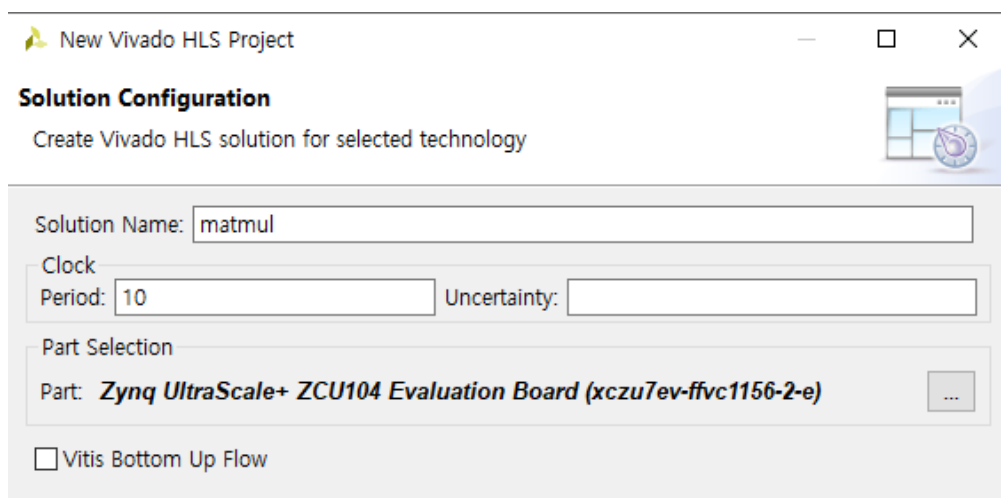 New Vivado HLS Project
Solution Configuration
Create Vivado HLS solution for selected technology
Solution Name: matmul
Clock
Period: 10 Uncertainty:
Part Selection
Part: Zynq UltraScale+ ZCU104 Evaluation Board (xczu7ev-ffvc1156-2-e) ...
Vitis Bottom Up Flow